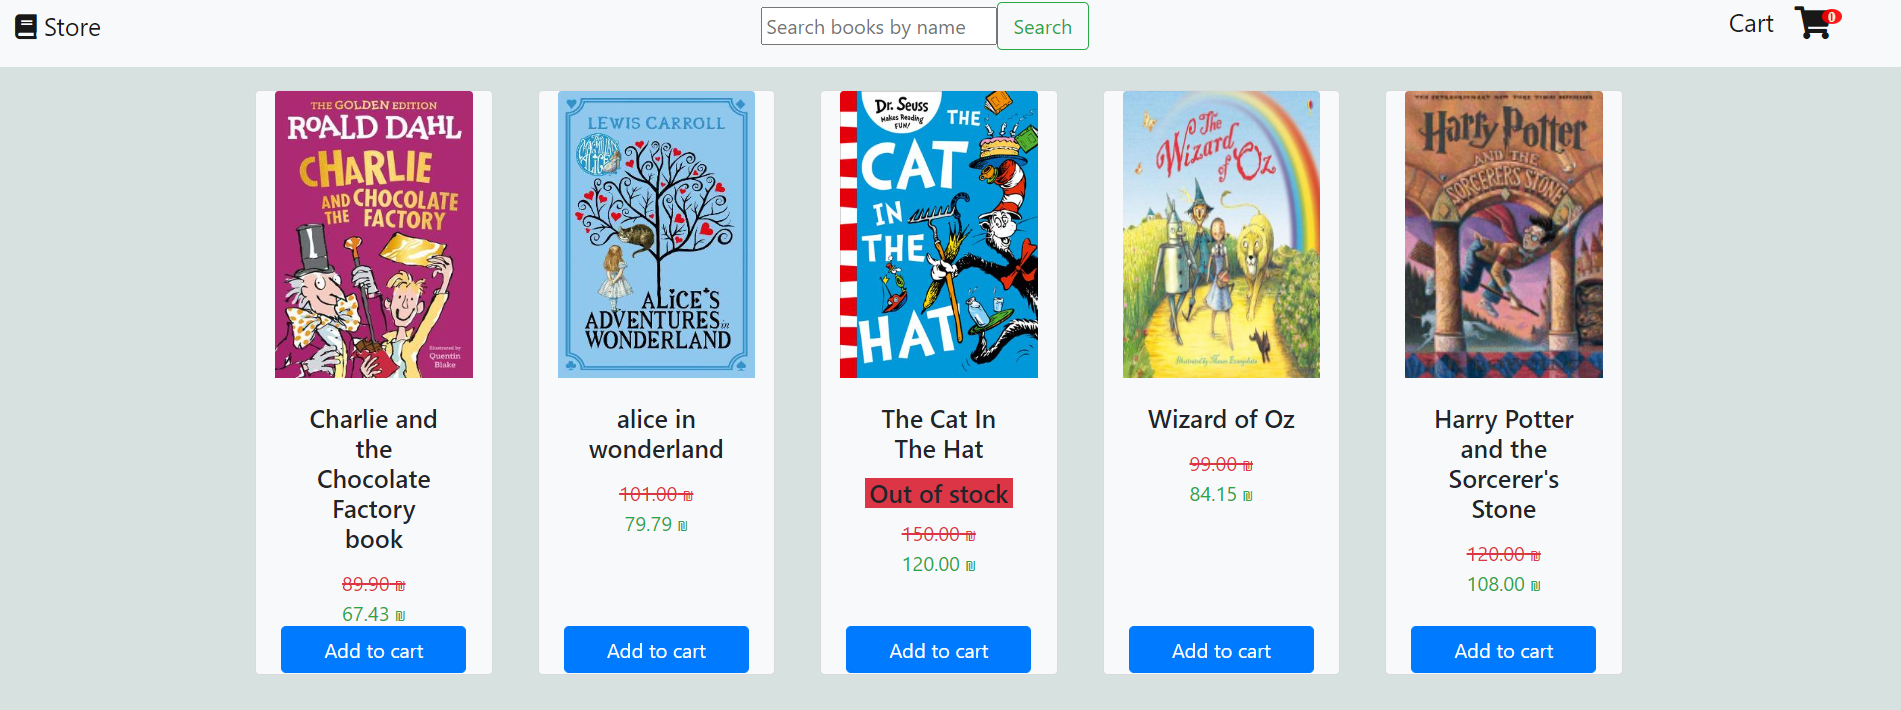 Store
Search books by name
Search
Cart
0
THE GOLDEN EDITION
ROALD DAHL
CHARLIE
AND CHOCOLATE
THE FACTORY
Illustrated by
Quentin
Blake
LEWIS CARROLL
ALICE'S
ADVENTURES in
WONDERLAND
Dr. Seuss
Makes Reading
FUN!
THE
CAT
IN
THE
HAT
The
Wizard
of Oz
Illustrated by
Harry Potter
AND THE
SORCERER'S STONE
Charlie and
the
Chocolate
Factory
book
89.90 ₪
67.43 ₪
Add to cart
alice in
wonderland
101.00 ₪
79.79 ₪
Add to cart
The Cat In
The Hat
Out of stock
150.00 ₪
120.00 ₪
Add to cart
Wizard of Oz
99.00 ₪
84.15 ₪
Add to cart
Harry Potter
and the
Sorcerer's
Stone
120.00 ₪
108.00 ₪
Add to cart